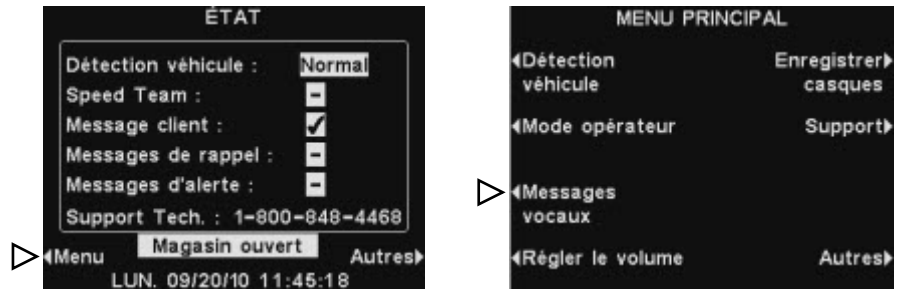 ÉTAT
Détection véhicule : Normal
Speed Team : -
Message client : ✓
Messages de rappel : -
Messages d'alerte : -
Support Tech. : 1-800-848-4468
Magasin ouvert
◀Menu Autres▶
LUN. 09/20/10 11:45:18
MENU PRINCIPAL
◀Détection Enregistrer▶
véhicule casques
◀Mode opérateur Support▶
◀Messages
vocaux
◀Régler le volume Autres▶